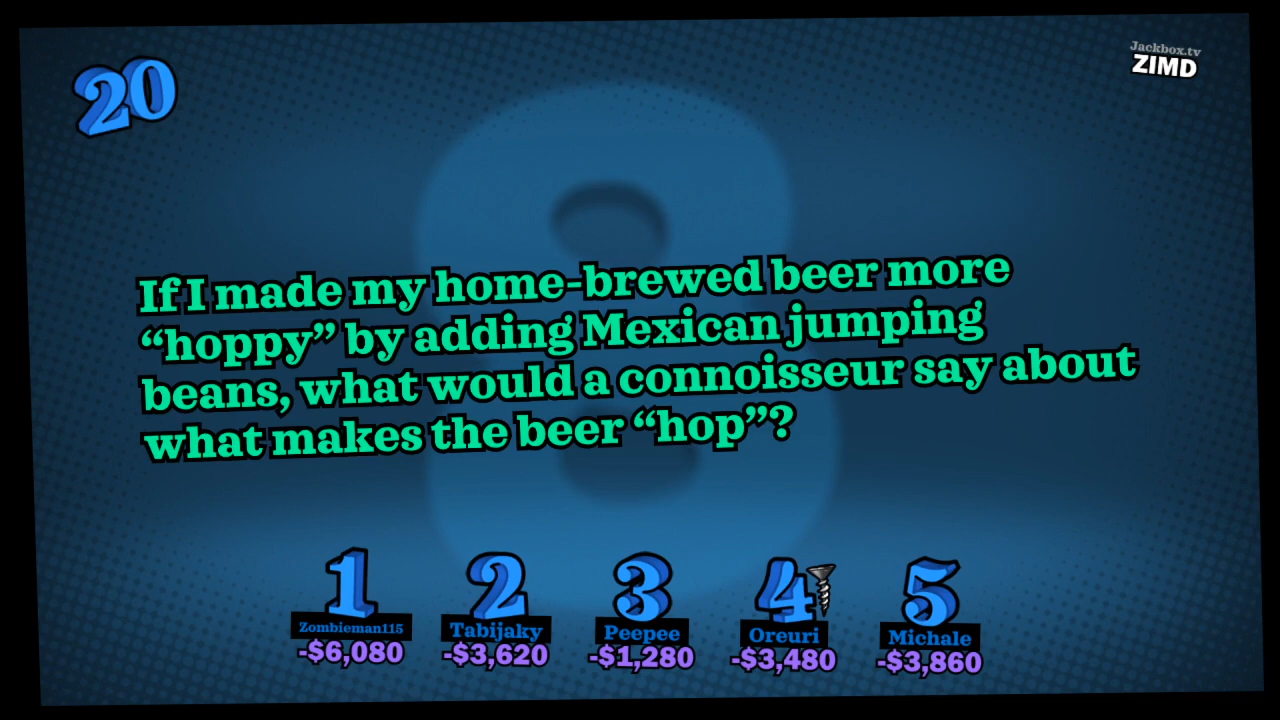 20
Jackbox.tv
ZIMD
If I made my home-brewed beer more
“hoppy” by adding Mexican jumping
beans, what would a connoisseur say about
what makes the beer “hop”?
8
1
2
3
4
5
Zombieman115
Tabijaky
Peepee
Oreuri
Michale
-$6,080
-$3,620
-$1,280
-$3,480
-$3,860